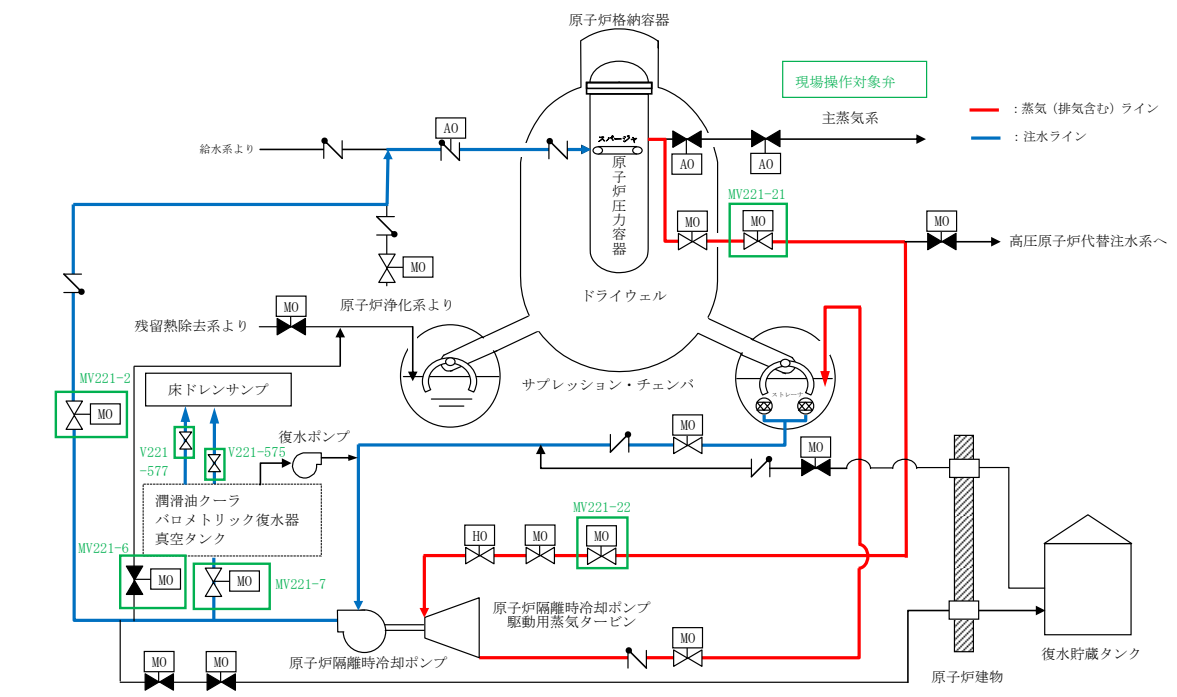 原子炉格納容器
現場操作対象弁
主蒸気系
：蒸気（排気含む）ライン
：注水ライン
給水系より
AO
スパージャ
原子炉圧力容器
AO
AO
MV221-21
MO
MO
MO
高圧原子炉代替注水系へ
MO
原子炉浄化系より
ドライウェル
残留熱除去系より
MO
サプレッション・チェンバ
ストレーナ
MV221-2
MO
床ドレンサンプ
V221
-577
V221-575
復水ポンプ
MO
MO
潤滑油クーラ
バロメトリック復水器
真空タンク
MV221-22
HO
MO
MO
MV221-6
MO
MO
MV221-7
原子炉隔離時冷却ポンプ
駆動用蒸気タービン
原子炉隔離時冷却ポンプ
MO
MO
MO
原子炉建物
復水貯蔵タンク